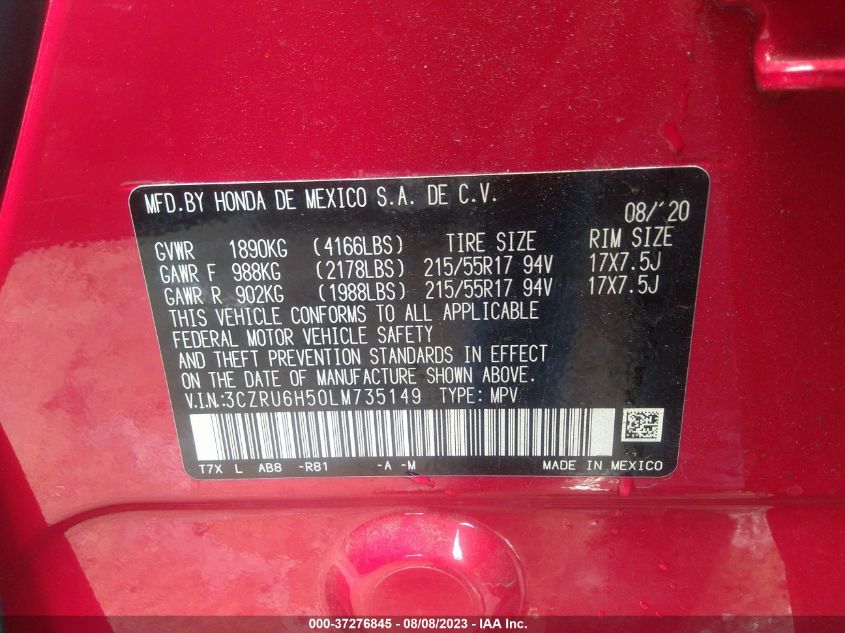 MFD.BY HONDA DE MEXICO S.A. DE C.V.
08/'20
GVWR 1890KG (4166LBS) TIRE SIZE RIM SIZE
GAWR F 988KG (2178LBS) 215/55R17 94V 17X7.5J
GAWR R 902KG (1988LBS) 215/55R17 94V 17X7.5J
THIS VEHICLE CONFORMS TO ALL APPLICABLE
FEDERAL MOTOR VEHICLE SAFETY
AND THEFT PREVENTION STANDARDS IN EFFECT
ON THE DATE OF MANUFACTURE SHOWN ABOVE.
V.I.N:3CZRU6H50LM735149 TYPE: MPV
T7X L AB8 -R81 -A -M MADE IN MEXICO
000-37276845 - 08/08/2023 - IAA Inc.